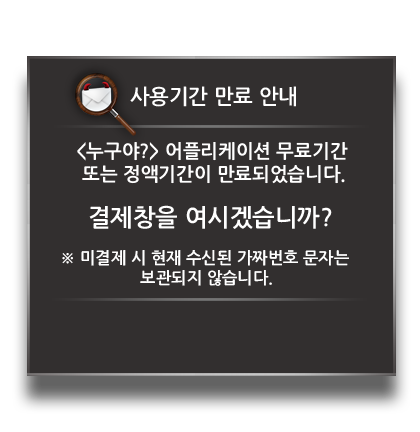 사용기간 만료 안내
<누구야?> 어플리케이션 무료기간
또는 정액기간이 만료되었습니다.
결제창을 여시겠습니까?
※ 미결제 시 현재 수신된 가짜번호 문자는
보관되지 않습니다.